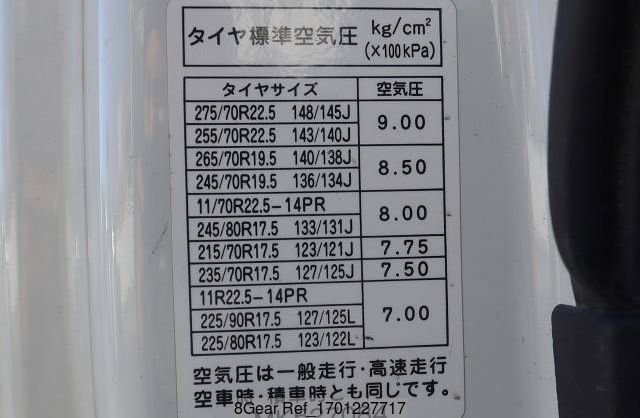 タイヤ標準空気圧 kg/cm²
(×100kPa)
タイヤサイズ 空気圧
275/70R22.5 148/145J 9.00
255/70R22.5 143/140J
265/70R19.5 140/138J 8.50
245/70R19.5 136/134J
11/70R22.5-14PR 8.00
245/80R17.5 133/131J
215/70R17.5 123/121J 7.75
235/70R17.5 127/125J 7.50
11R22.5-14PR 7.00
225/90R17.5 127/125L
225/80R17.5 123/122L
空気圧は一般走行・高速走行
空車時・積車時とも同じです。
8Gear Ref 1701227717